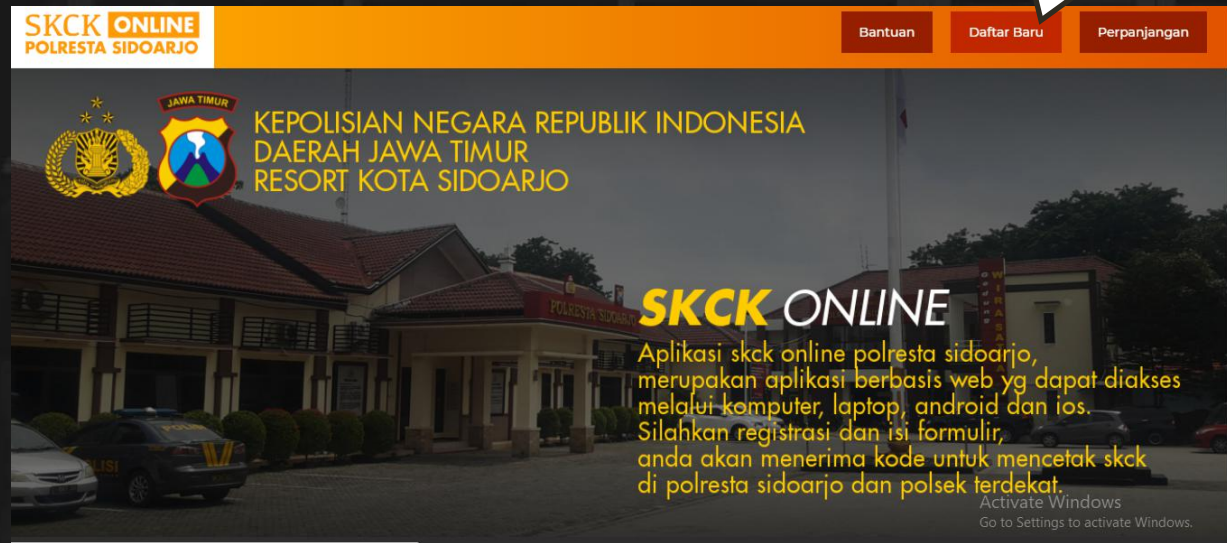 SKCK ONLINE
POLRESTA SIDOARJO
Bantuan
Daftar Baru
Perpanjangan
JAWA TIMUR
KEPOLISIAN NEGARA REPUBLIK INDONESIA
DAERAH JAWA TIMUR
RESORT KOTA SIDOARJO
POLRESTA SIDOARJO
SKCK ONLINE
Aplikasi skck online polresta sidoarjo,
merupakan aplikasi berbasis web yg dapat diakses
melalui komputer, laptop, android dan ios.
Silahkan registrasi dan isi formulir,
anda akan menerima kode untuk mencetak skck
di polresta sidoarjo dan polsek terdekat.
Activate Windows
Go to Settings to activate Windows.